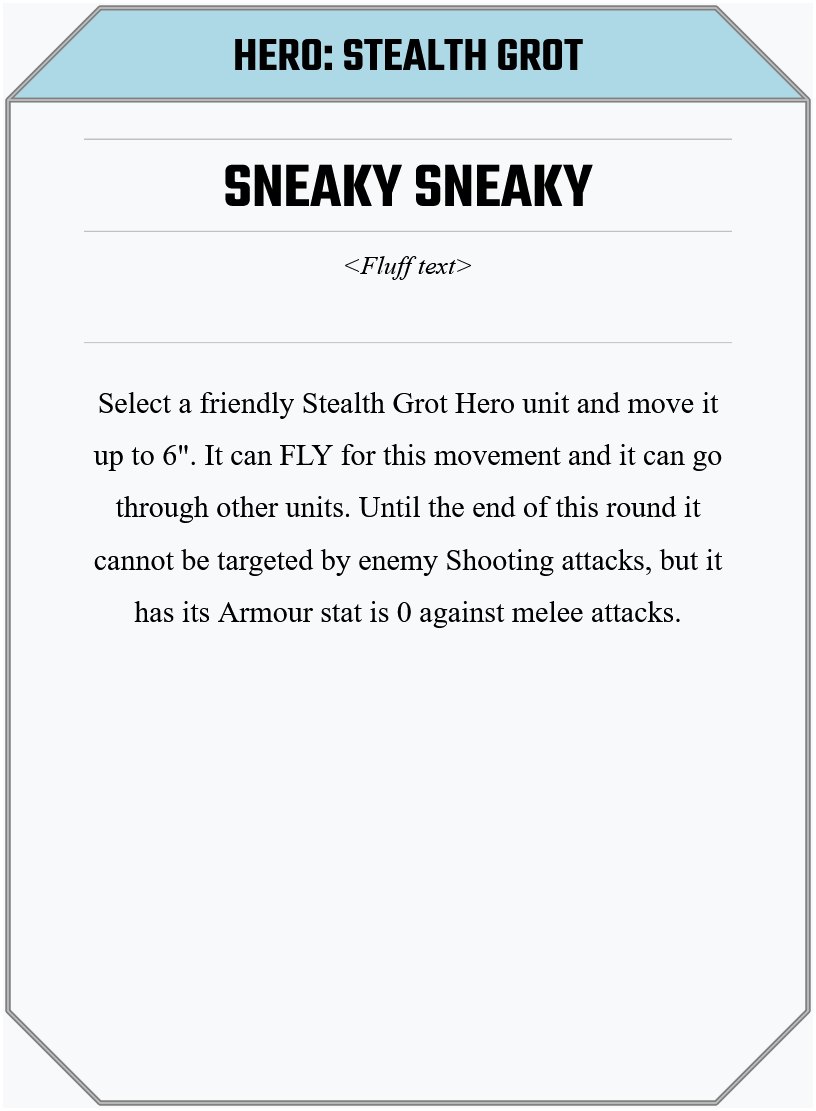 HERO: STEALTH GROT
SNEAKY SNEAKY
<Fluff text>
Select a friendly Stealth Grot Hero unit and move it
up to 6". It can FLY for this movement and it can go
through other units. Until the end of this round it
cannot be targeted by enemy Shooting attacks, but it
has its Armour stat is 0 against melee attacks.